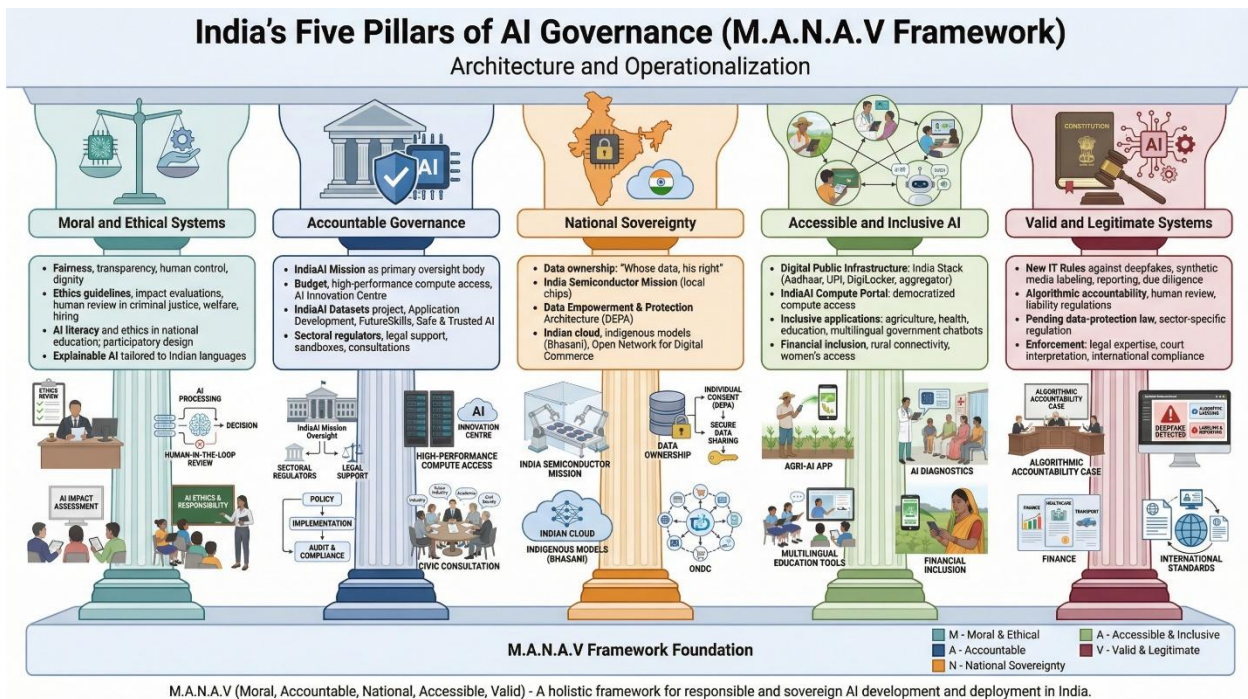 India's Five Pillars of AI Governance (M.A.N.A.V Framework)
Architecture and Operationalization
Moral and Ethical Systems
• Fairness, transparency, human control,
dignity
• Ethics guidelines, impact evaluations,
human review in criminal justice, welfare,
hiring
• AI literacy and ethics in national
education; participatory design
• Explainable AI tailored to Indian languages
ETHICS
REVIEW
AI
PROCESSING
DECISION
HUMAN-IN-THE-LOOP
REVIEW
AI IMPACT
ASSESSMENT
AI ETHICS &
RESPONSIBILITY
AI
Accountable Governance
• IndiaAI Mission as primary oversight body
• Budget, high-performance compute access,
AI Innovation Centre
• IndiaAI Datasets project, Application
Development, FutureSkills, Safe & Trusted AI
• Sectoral regulators, legal support,
sandboxes, consultations
IndiaAI Mission
Oversight
SECTORAL
REGULATORS
LEGAL
SUPPORT
AI
INNOVATION
CENTRE
HIGH-PERFORMANCE
COMPUTE ACCESS
POLICY
IMPLEMENTATION
AUDIT &
COMPLIANCE
Industry
Academia
CIVIC CONSULTATION
National Sovereignty
• Data ownership: "Whose data, his right"
• India Semiconductor Mission (local
chips)
• Data Empowerment & Protection
Architecture (DEPA)
• Indian cloud, indigenous models
(Bhasani), Open Network for Digital
Commerce
INDIA SEMICONDUCTOR
MISSION
DATA
OWNERSHIP
INDIVIDUAL
CONSENT
(DEPA)
SECURE
DATA
SHARING
INDIAN CLOUD
INDIGENOUS MODELS
(BHASANI)
ONDC
Accessible and Inclusive AI
• Digital Public Infrastructure: India Stack
(Aadhaar, UPI, DigiLocker, aggregator)
• IndiaAI Compute Portal: democratized
compute access
• Inclusive applications: agriculture, health,
education, multilingual government chatbots
• Financial inclusion, rural connectivity,
women's access
AGRI-AI APP
AI DIAGNOSTICS
MULTILINGUAL
EDUCATION TOOLS
FINANCIAL
INCLUSION
CONSTITUTION
AI
Valid and Legitimate Systems
• New IT Rules against deepfakes, synthetic
media labeling, reporting, due diligence
• Algorithmic accountability, human review,
liability regulations
• Pending data-protection law, sector-specific
regulation
• Enforcement: legal expertise, court
interpretation, international compliance
ALGORITHMIC
ACCOUNTABILITY
CASE
ALGORITHMIC
ACCOUNTABILITY CASE
DEEPFAKE
DETECTED
FINANCE
HEALTHCARE
TRANSPORT
FINANCE
INTERNATIONAL
STANDARDS
M.A.N.A.V Framework Foundation
M - Moral & Ethical
A - Accountable
N - National Sovereignty
A - Accessible & Inclusive
V - Valid & Legitimate
M.A.N.A.V (Moral, Accountable, National, Accessible, Valid) - A holistic framework for responsible and sovereign AI development and deployment in India.